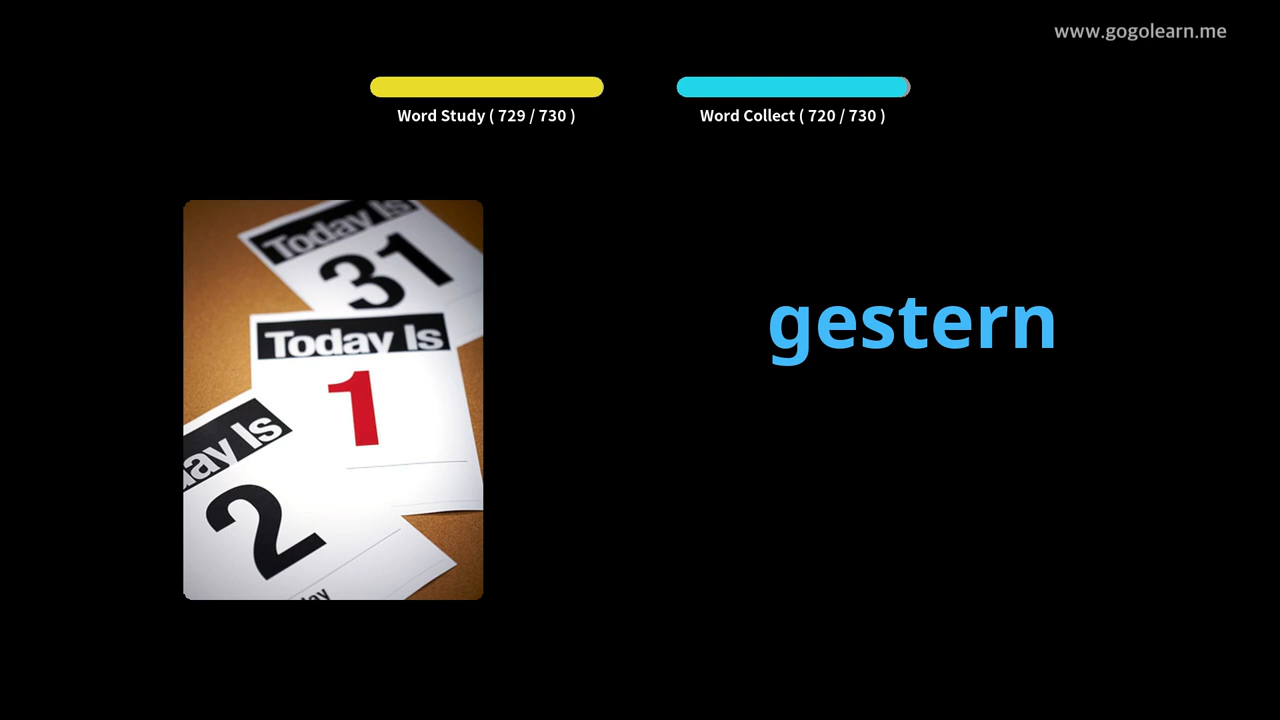 www.gogolearn.me
Word Study ( 729 / 730 )
Word Collect ( 720 / 730 )
Today Is
31
Today Is
1
gestern
ay Is
2
ay